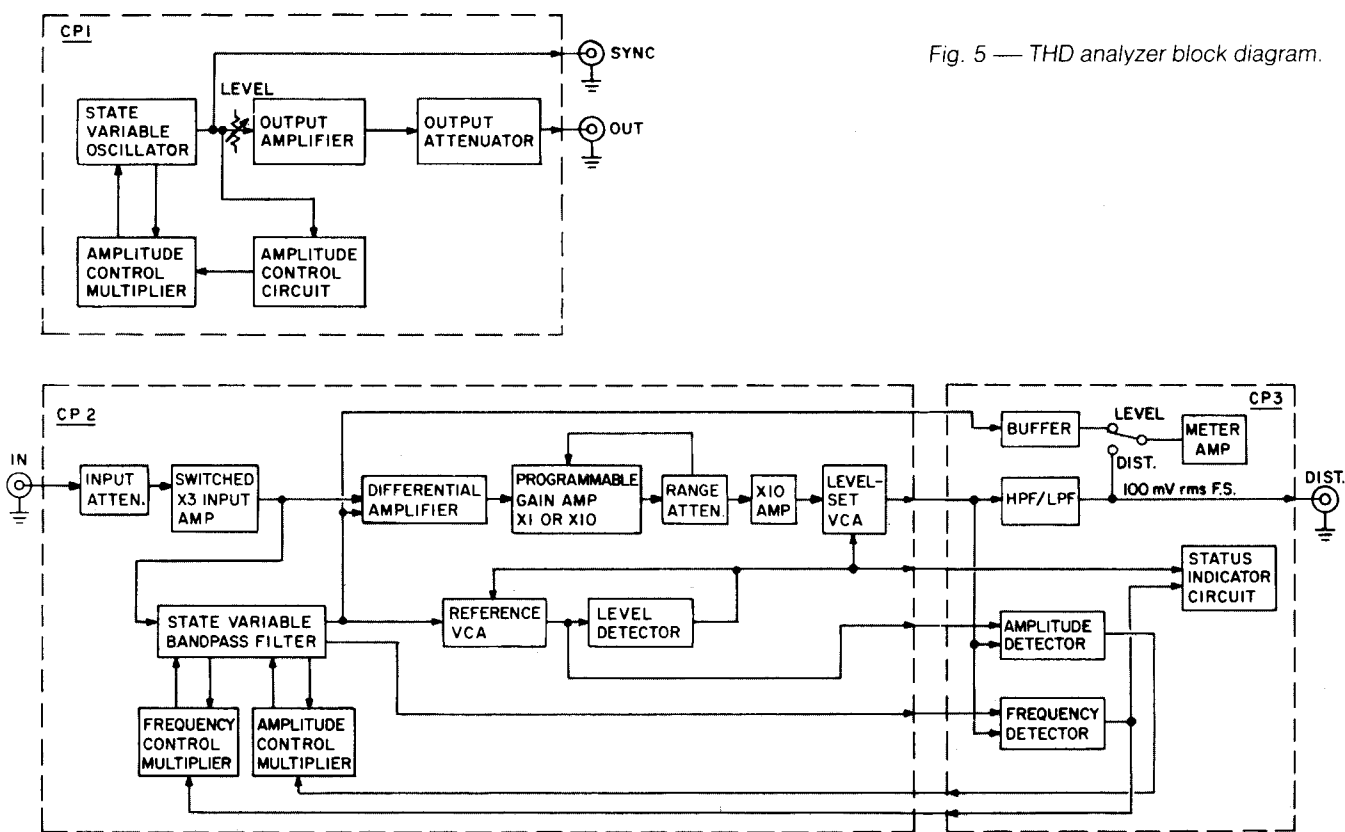 CP1
SYNC
Fig. 5 — THD analyzer block diagram.
LEVEL
STATE
VARIABLE
OSCILLATOR
OUTPUT
AMPLIFIER
OUTPUT
ATTENUATOR
OUT
AMPLITUDE
CONTROL
MULTIPLIER
AMPLITUDE
CONTROL
CIRCUIT
CP2
CP3
IN
INPUT
ATTEN.
SWITCHED
X3 INPUT
AMP
DIFFERENTIAL
AMPLIFIER
PROGRAMMABLE
GAIN AMP
X1 OR X10
RANGE
ATTEN.
X10
AMP
LEVEL-
SET
VCA
BUFFER
LEVEL
METER
AMP
DIST.
HPF/LPF
100 mV rms F.S.
DIST.
STATE VARIABLE
BANDPASS FILTER
REFERENCE
VCA
LEVEL
DETECTOR
STATUS
INDICATOR
CIRCUIT
AMPLITUDE
DETECTOR
FREQUENCY
CONTROL
MULTIPLIER
AMPLITUDE
CONTROL
MULTIPLIER
FREQUENCY
DETECTOR